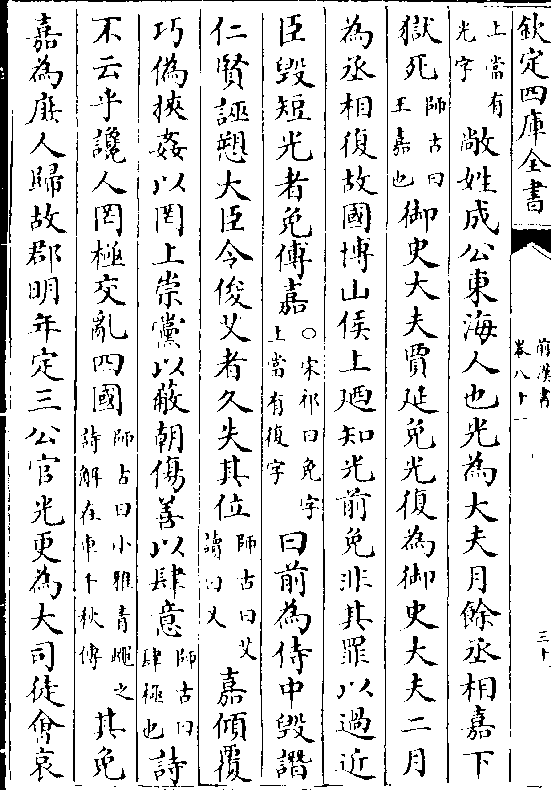 欽定四庫全書
前漢書
卷八十一
三十
上當有
光字
敞姓成公東海人也光為大夫月餘丞相嘉下
獄死師古曰王嘉也御史大夫賈延免光復為御史大夫二月
為丞相復故國博山侯上廼知光前免非其罪以過近
臣毀短光者免傅嘉○宋祁曰免字上當有復字曰前為侍中毀譖
仁賢誣愬大臣令俊艾者久失其位師古曰艾讀曰乂嘉傾覆
巧偽挾姦以罔上崇黨以蔽朝傷善以肆意師古曰肆極也詩
不云乎讒人罔極交亂四國師古曰小雅青蠅之詩解在車千秋傳其免
嘉為庶人歸故郡明年定三公官光更為大司徒會哀